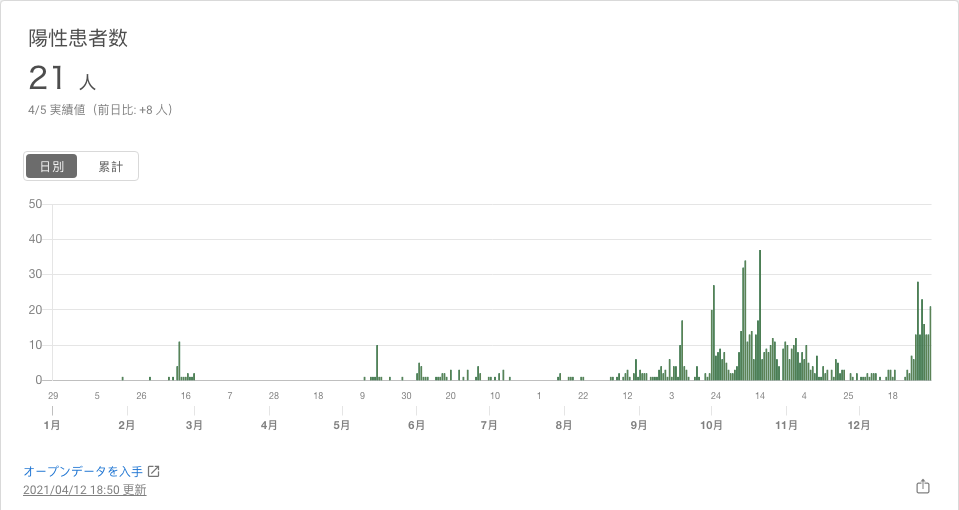 陽性患者数
21 人
4/5 実績値（前日比: +8 人）
日別 累計
50
40
30
20
10
0
29 5 26 16 7 28 18 9 30 20 10 1 22 12 3 24 14 4 25 18
1月 2月 3月 4月 5月 6月 7月 8月 9月 10月 11月 12月
オープンデータを入手
2021/04/12 18:50 更新